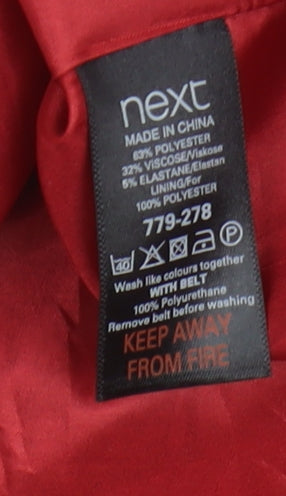 next
MADE IN CHINA
63% POLYESTER
32% VISCOSE/Viskose
5% ELASTANE/Elastan
LINING/For
100% POLYESTER
779-278
40 P
Wash like colours together
WITH BELT
100% Polyurethane
Remove belt before washing
KEEP AWAY
FROM FIRE